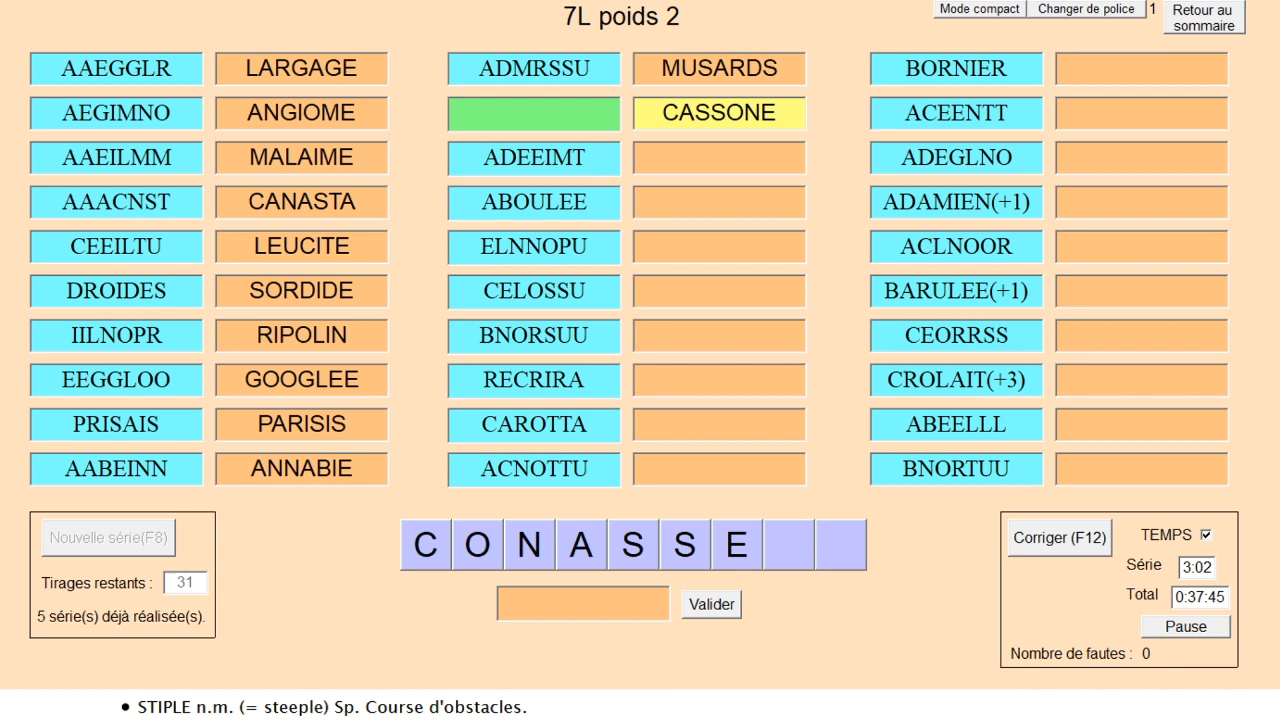 7L poids 2
Mode compact Changer de police 1 Retour au sommaire
AAEGGLR LARGAGE ADMRSSU MUSARDS BORNIER
AEGIMNO ANGIOME CASSONE ACEENTT
AAEILMM MALAIME ADEEIMT ADEGLNO
AAACNST CANASTA ABOULEE ADAMIEN(+1)
CEEILTU LEUCITE ELNNOPU ACLNOOR
DROIDES SORDIDE CELOSSU BARULEE(+1)
IILNOPR RIPOLIN BNORSUU CEORRSS
EEGGLOO GOOGLEE RECRIRA CROLAIT(+3)
PRISAIS PARISIS CAROTTA ABEELLL
AABEINN ANNABIE ACNOTTU BNORTUU
Nouvelle série(F8)
Tirages restants : 31
5 série(s) déjà réalisée(s).
C O N A S S E
Valider
Corriger (F12) TEMPS
Série 3:02
Total 0:37:45
Pause
Nombre de fautes : 0
• STIPLE n.m. (= steeple) Sp. Course d'obstacles.